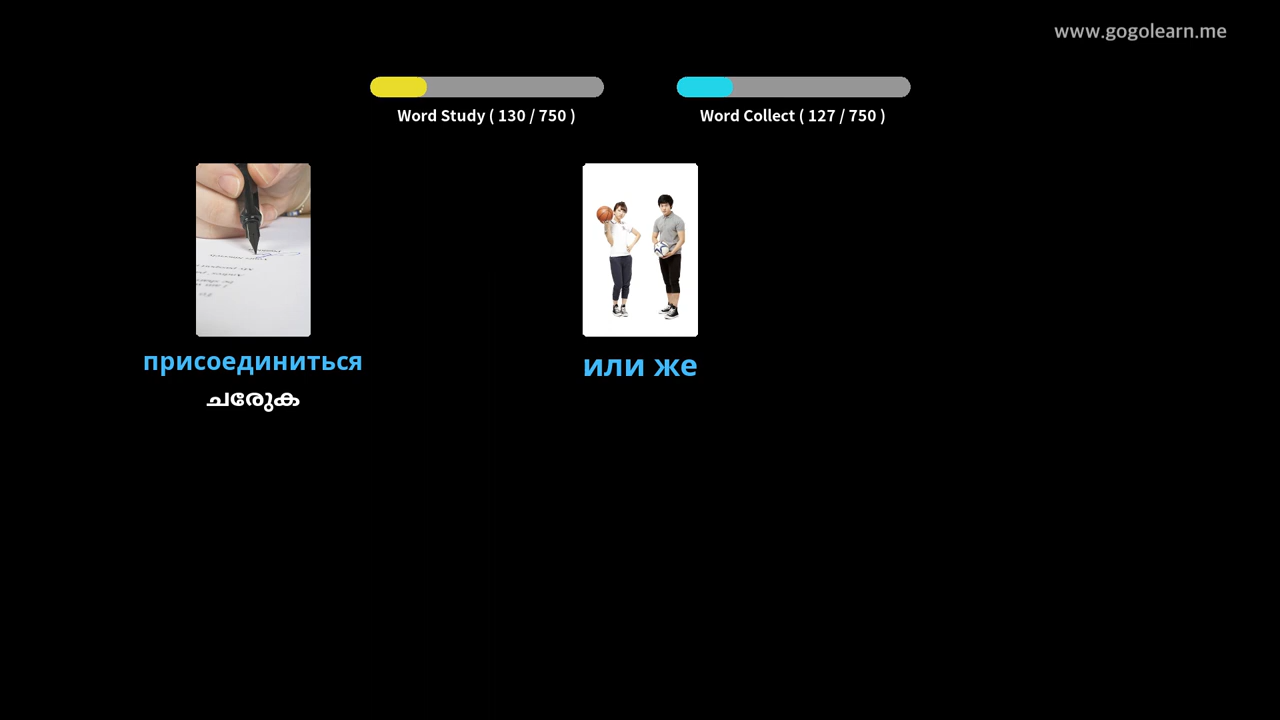 www.gogolearn.me
Word Study ( 130 / 750 )
Word Collect ( 127 / 750 )
присоединиться
ചേരുക
или же